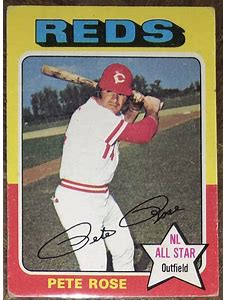 REDS
C
Pete Rose
NL
ALL STAR
Outfield
PETE ROSE